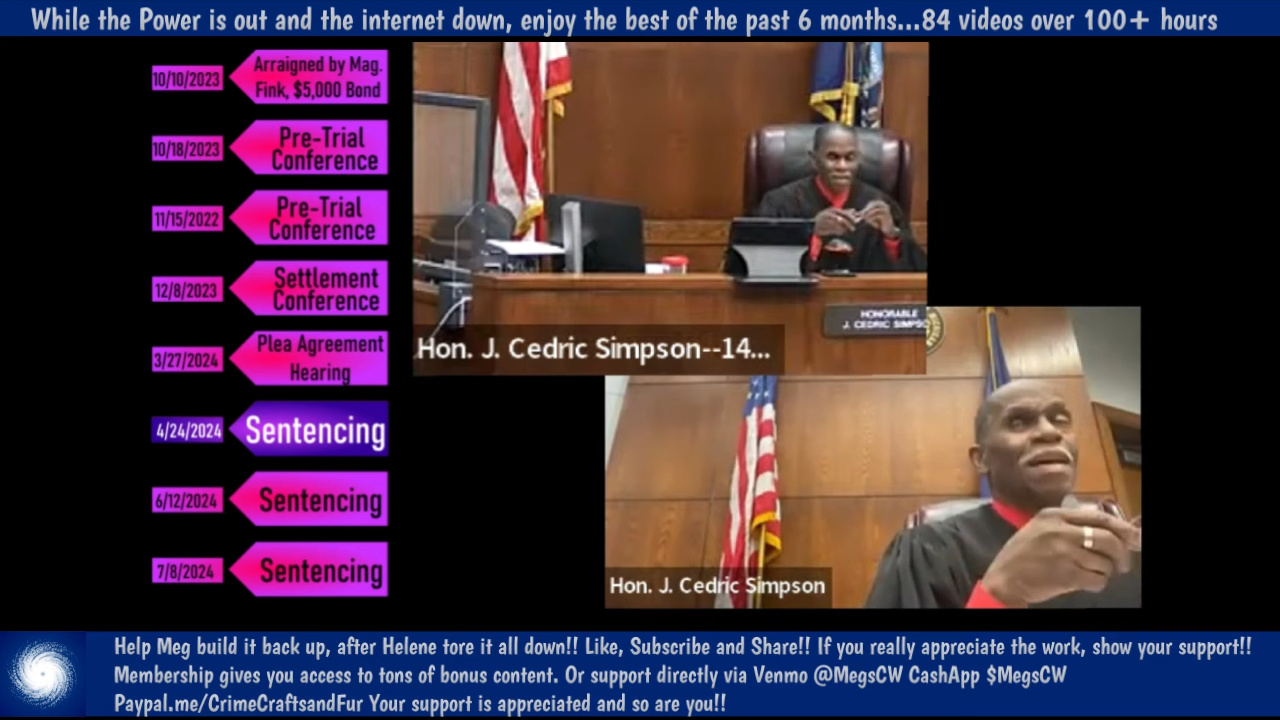 While the Power is out and the internet down, enjoy the best of the past 6 months...84 videos over 100+ hours
10/10/2023
Arraigned by Mag.
Fink, $5,000 Bond
10/18/2023
Pre-Trial
Conference
11/15/2022
Pre-Trial
Conference
12/8/2023
Settlement
Conference
3/27/2024
Plea Agreement
Hearing
4/24/2024
Sentencing
6/12/2024
Sentencing
7/8/2024
Sentencing
HONORABLE
J. CEDRIC SIMPSO
Hon. J. Cedric Simpson--14...
Hon. J. Cedric Simpson
Help Meg build it back up, after Helene tore it all down!! Like, Subscribe and Share!! If you really appreciate the work, show your support!!
Membership gives you access to tons of bonus content. Or support directly via Venmo @MegsCW CashApp $MegsCW
Paypal.me/CrimeCraftsandFur Your support is appreciated and so are you!!